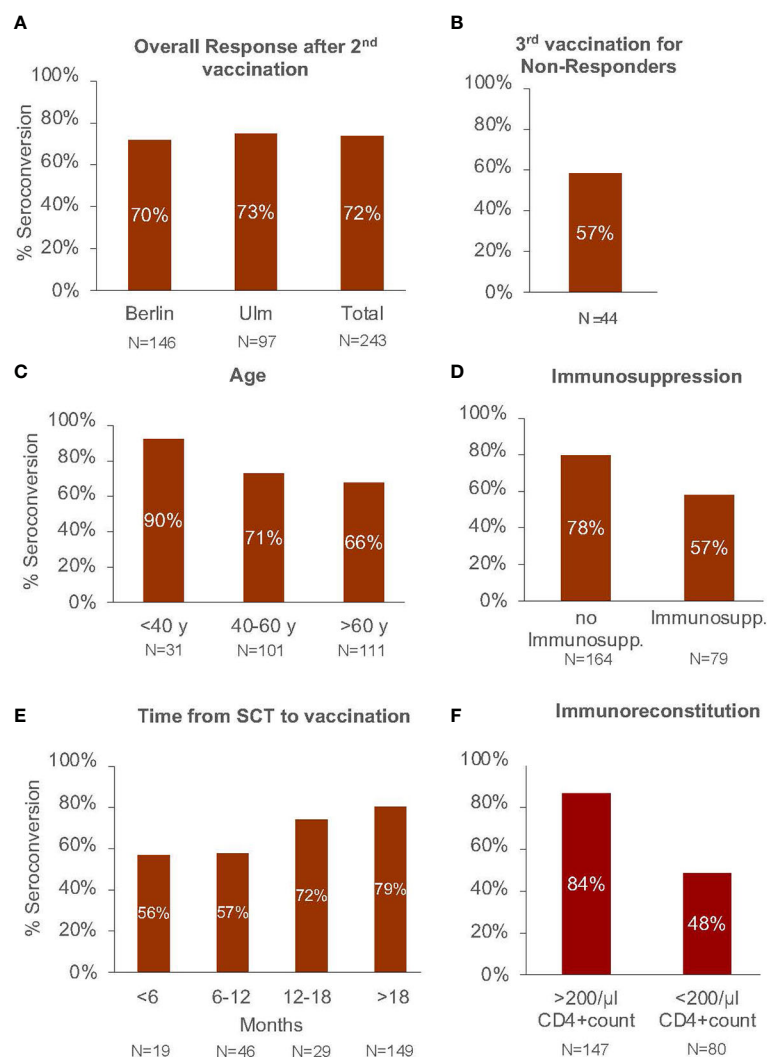 A
Overall Response after 2nd
vaccination
% Seroconversion
100%
80%
60%
40%
20%
0%
70%
73%
72%
Berlin
Ulm
Total
N=146
N=97
N=243
B
3rd vaccination for
Non-Responders
100%
80%
60%
40%
20%
0%
57%
N=44
C
Age
% Seroconversion
100%
80%
60%
40%
20%
0%
90%
71%
66%
<40 y
40-60 y
>60 y
N=31
N=101
N=111
D
Immunosuppression
100%
80%
60%
40%
20%
0%
78%
57%
no
Immunosupp.
Immunosupp.
N=164
N=79
E
Time from SCT to vaccination
% Seroconversion
100%
80%
60%
40%
20%
0%
56%
57%
72%
79%
<6
6-12
12-18
>18
Months
N=19
N=46
N=29
N=149
F
Immunoreconstitution
100%
80%
60%
40%
20%
0%
84%
48%
>200/µl
CD4+count
<200/µl
CD4+count
N=147
N=80